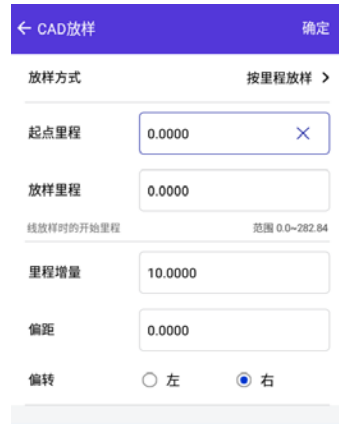 ← CAD放样 确定
放样方式 按里程放样 >
起点里程 0.0000 ×
放样里程 0.0000
线放样时的开始里程 范围 0.0~282.84
里程增量 10.0000
偏距 0.0000
偏转 左 右